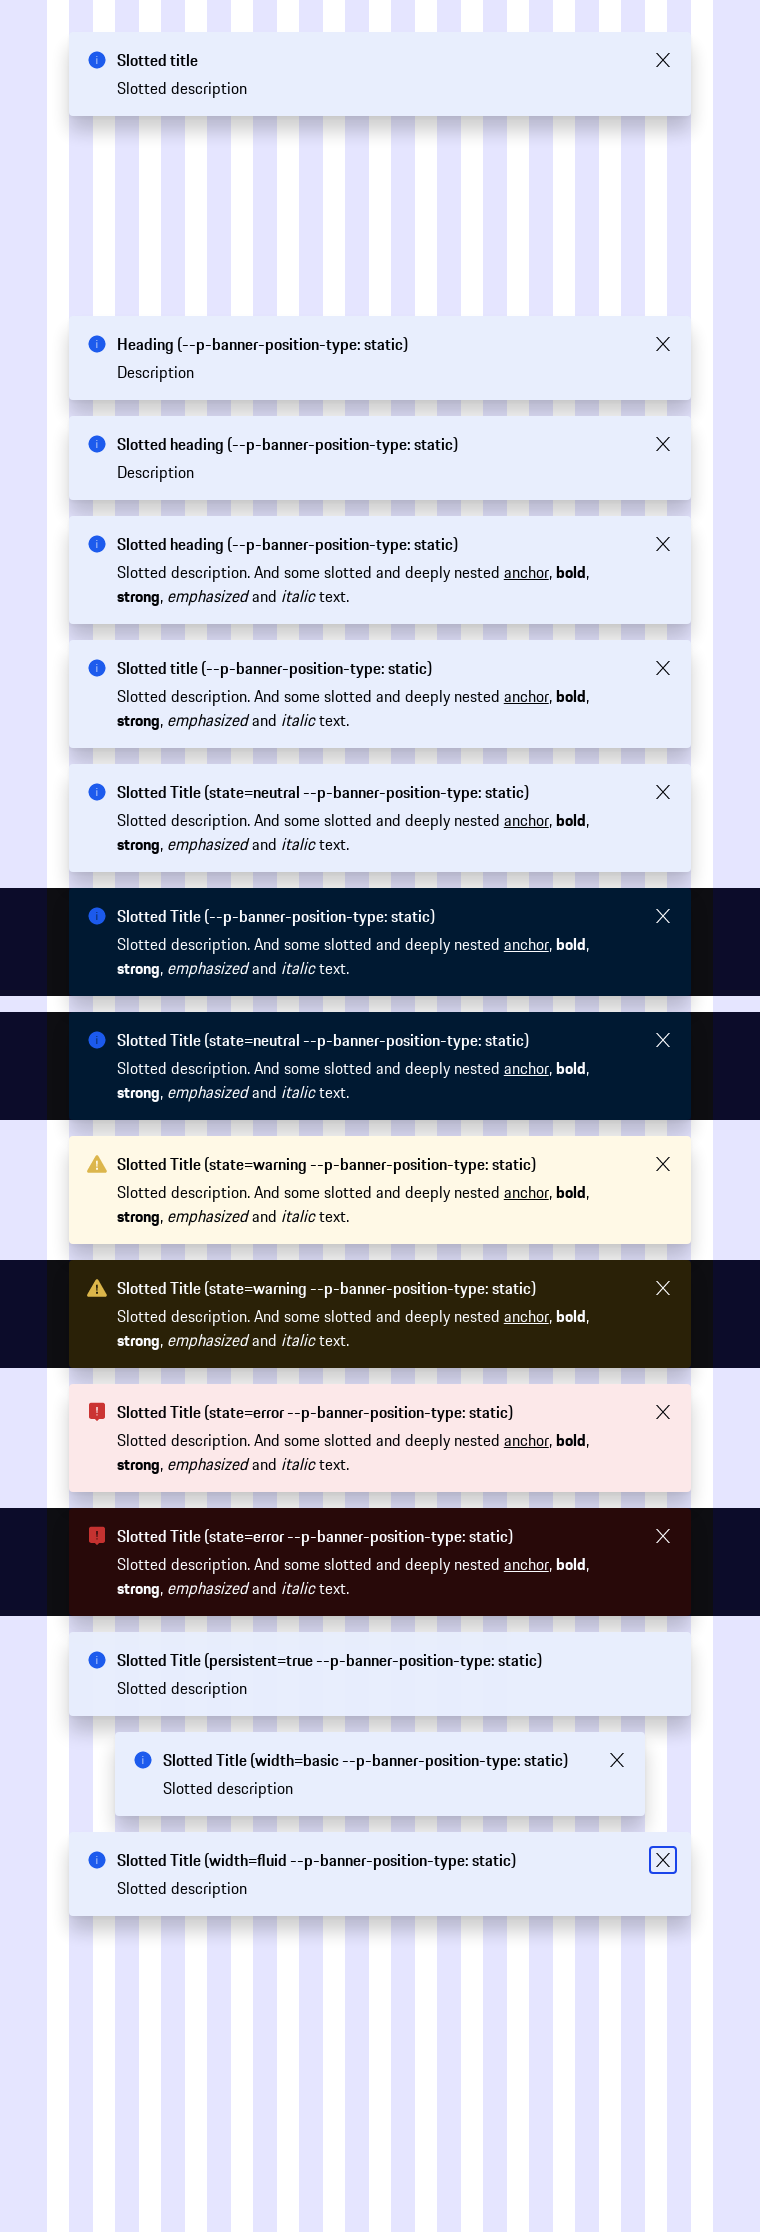 Slotted title
Slotted description
Heading (--p-banner-position-type: static)
Description
Slotted heading (--p-banner-position-type: static)
Description
Slotted heading (--p-banner-position-type: static)
Slotted description. And some slotted and deeply nested anchor, bold,
strong, emphasized and italic text.
Slotted title (--p-banner-position-type: static)
Slotted description. And some slotted and deeply nested anchor, bold,
strong, emphasized and italic text.
Slotted Title (state=neutral --p-banner-position-type: static)
Slotted description. And some slotted and deeply nested anchor, bold,
strong, emphasized and italic text.
Slotted Title (--p-banner-position-type: static)
Slotted description. And some slotted and deeply nested anchor, bold,
strong, emphasized and italic text.
Slotted Title (state=neutral --p-banner-position-type: static)
Slotted description. And some slotted and deeply nested anchor, bold,
strong, emphasized and italic text.
Slotted Title (state=warning --p-banner-position-type: static)
Slotted description. And some slotted and deeply nested anchor, bold,
strong, emphasized and italic text.
Slotted Title (state=warning --p-banner-position-type: static)
Slotted description. And some slotted and deeply nested anchor, bold,
strong, emphasized and italic text.
Slotted Title (state=error --p-banner-position-type: static)
Slotted description. And some slotted and deeply nested anchor, bold,
strong, emphasized and italic text.
Slotted Title (state=error --p-banner-position-type: static)
Slotted description. And some slotted and deeply nested anchor, bold,
strong, emphasized and italic text.
Slotted Title (persistent=true --p-banner-position-type: static)
Slotted description
Slotted Title (width=basic --p-banner-position-type: static)
Slotted description
Slotted Title (width=fluid --p-banner-position-type: static)
Slotted description